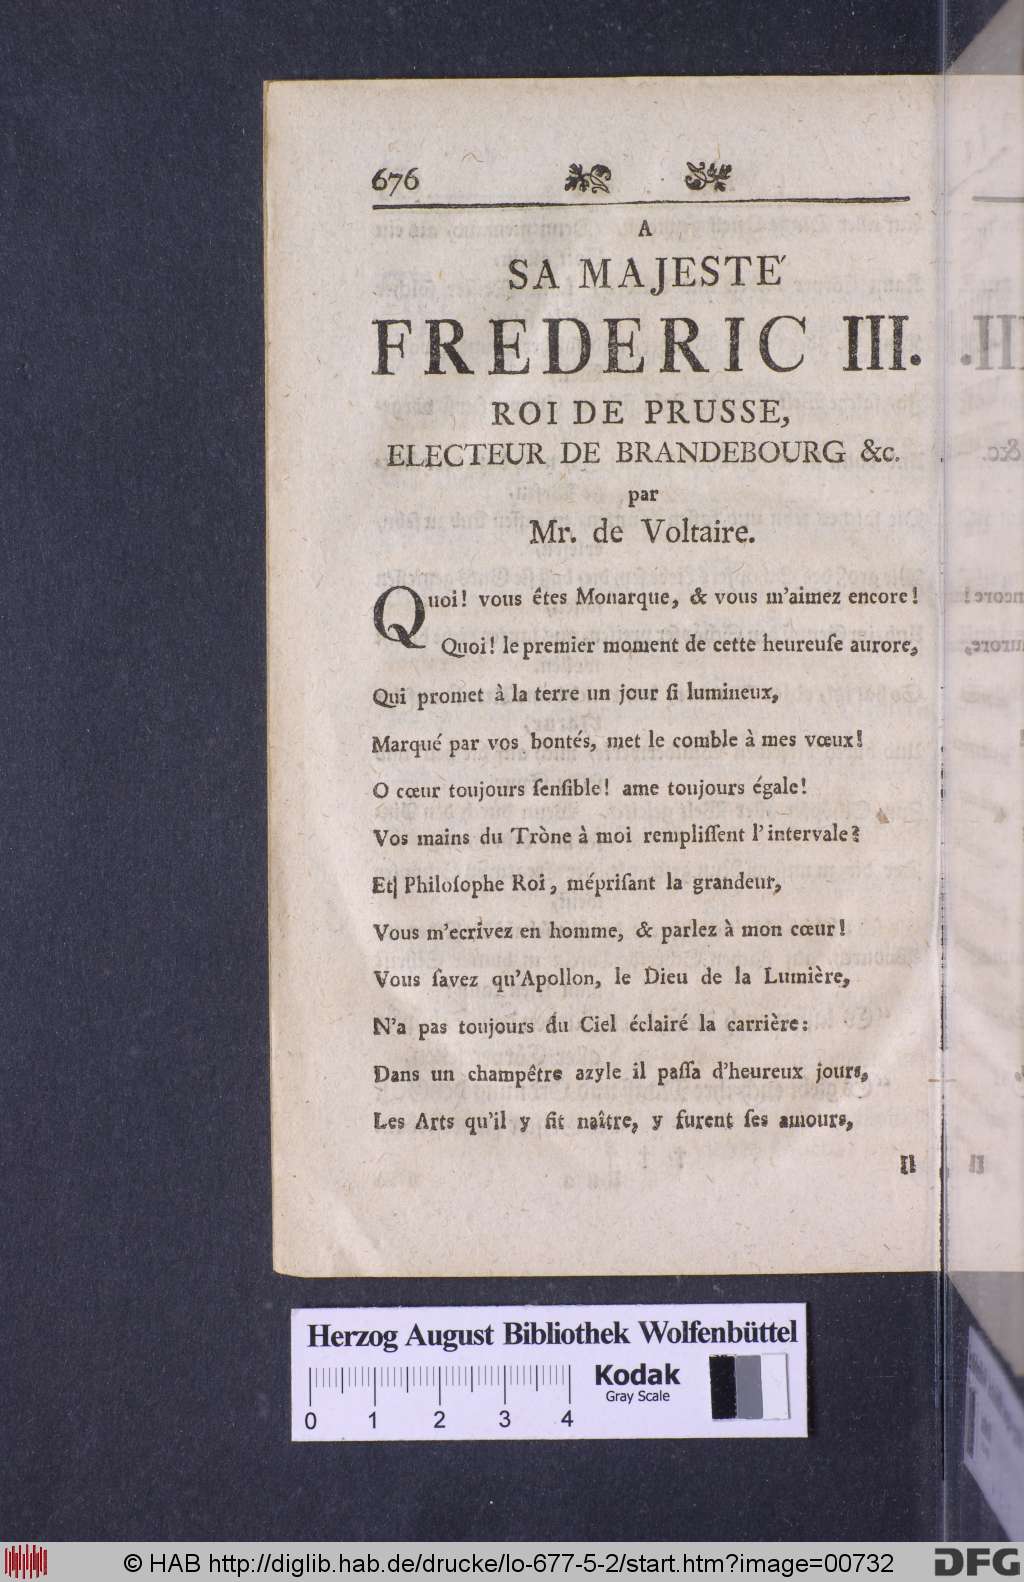 676
A
SA MAJESTE´
FREDERIC III.
ROI DE PRUSSE,
ELECTEUR DE BRANDEBOURG &c.
par
Mr. de Voltaire.
Quoi! vous êtes Monarque, & vous m'aimez encore!
Quoi! le premier moment de cette heureuſe aurore,
Qui promet à la terre un jour ſi lumineux,
Marqué par vos bontés, met le comble à mes vœux!
O cœur toujours ſenſible! ame toujours égale!
Vos mains du Tròne à moi rempliſſent l'intervale?
Et| Philoſophe Roi, mépriſant la grandeur,
Vous m'ecrivez en homme, & parlez à mon cœur!
Vous ſavez qu'Apollon, le Dieu de la Lumière,
N'a pas toujours du Ciel éclairé la carrière:
Dans un champêtre azyle il paſſa d'heureux jours,
Les Arts qu'il y fit naître, y furent ſes amours,
Il
Herzog August Bibliothek Wolfenbüttel
Kodak
Gray Scale
0 1 2 3 4
© HAB http://diglib.hab.de/drucke/lo-677-5-2/start.htm?image=00732
DFG